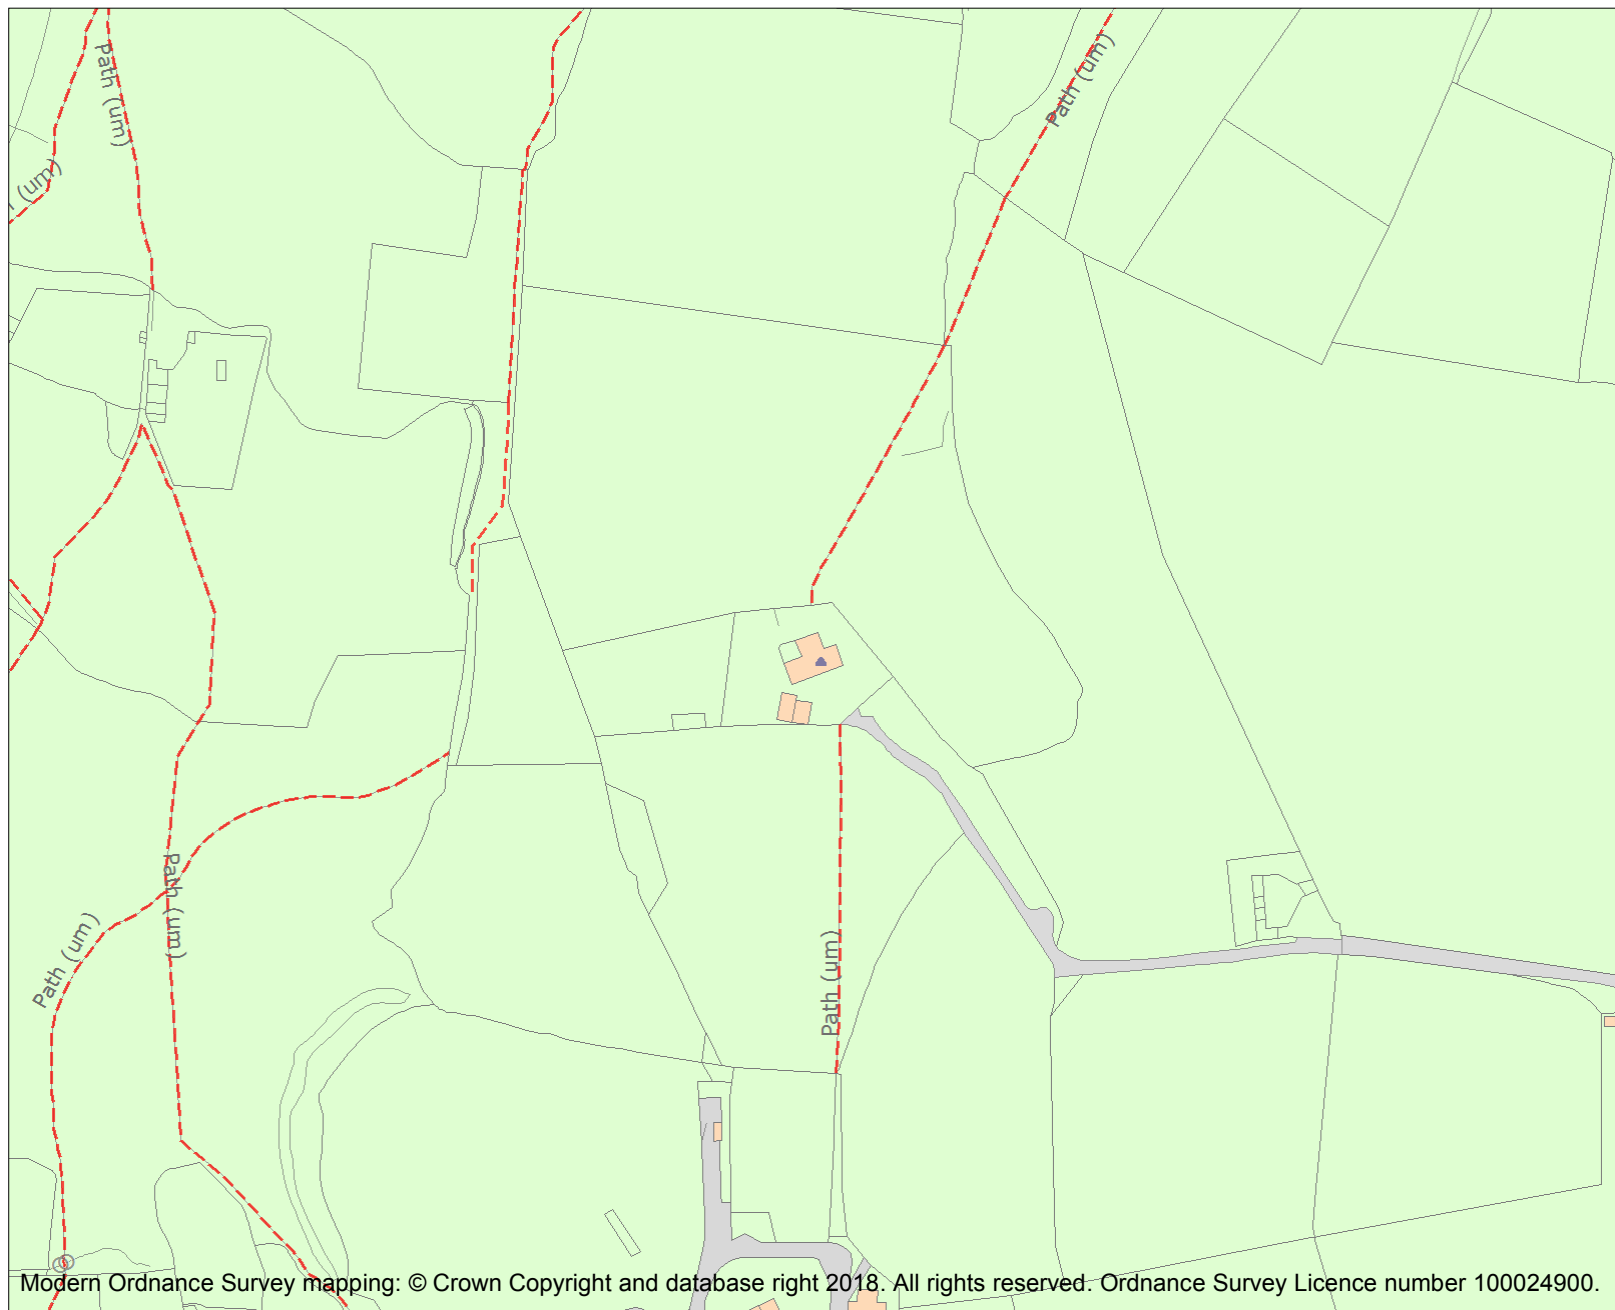 Path (um)
Path (um)
(um)
Path (um)
Path (um)
Path (um)
Modern Ordnance Survey mapping: © Crown Copyright and database right 2018. All rights reserved. Ordnance Survey Licence number 100024900.